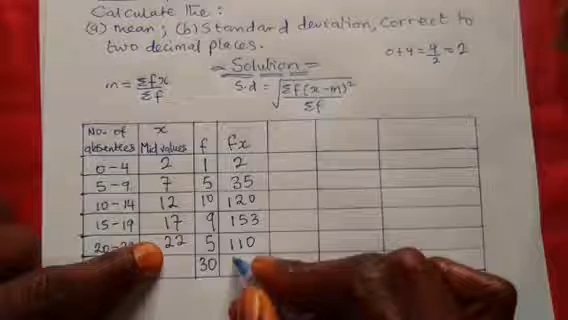 Calculate the:
(a) mean; (b) Standard deviation, correct to
two decimal places.
0+4=4/2=2
Solution
m = Σfx/Σf
S.d = √Σf(x-m)²/Σf
No. of absentees x Mid values f fx
0-4 2 1 2
5-9 7 5 35
10-14 12 10 120
15-19 17 9 153
22 5 110
30